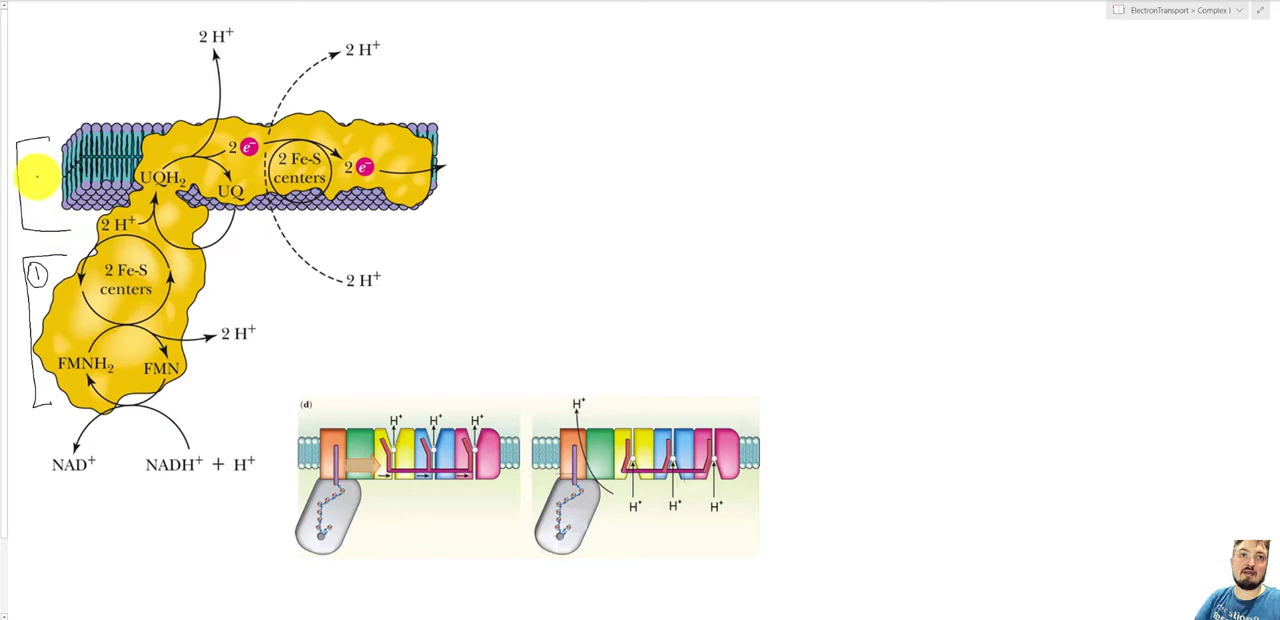 ElectronTransport > Complex I
2 H⁺
2 H⁺
2 e⁻
2 Fe-S
centers
2 e⁻
UQH₂
UQ
2 H⁺
2 Fe-S
centers
1
2 H⁺
2 H⁺
FMNH₂
FMN
NAD⁺
NADH⁺ + H⁺
(d)
H⁺
H⁺
H⁺
H⁺
H⁺
H⁺
H⁺